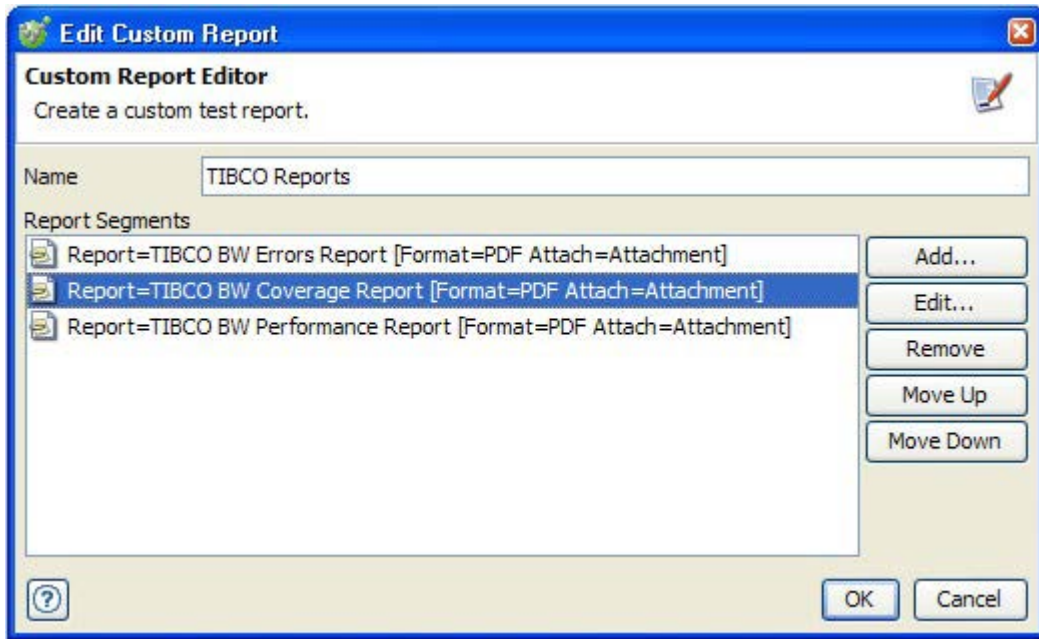 Edit Custom Report
Custom Report Editor
Create a custom test report.
Name TIBCO Reports
Report Segments
Report=TIBCO BW Errors Report [Format=PDF Attach=Attachment]
Report=TIBCO BW Coverage Report [Format=PDF Attach=Attachment]
Report=TIBCO BW Performance Report [Format=PDF Attach=Attachment]
Add...
Edit...
Remove
Move Up
Move Down
?
OK Cancel